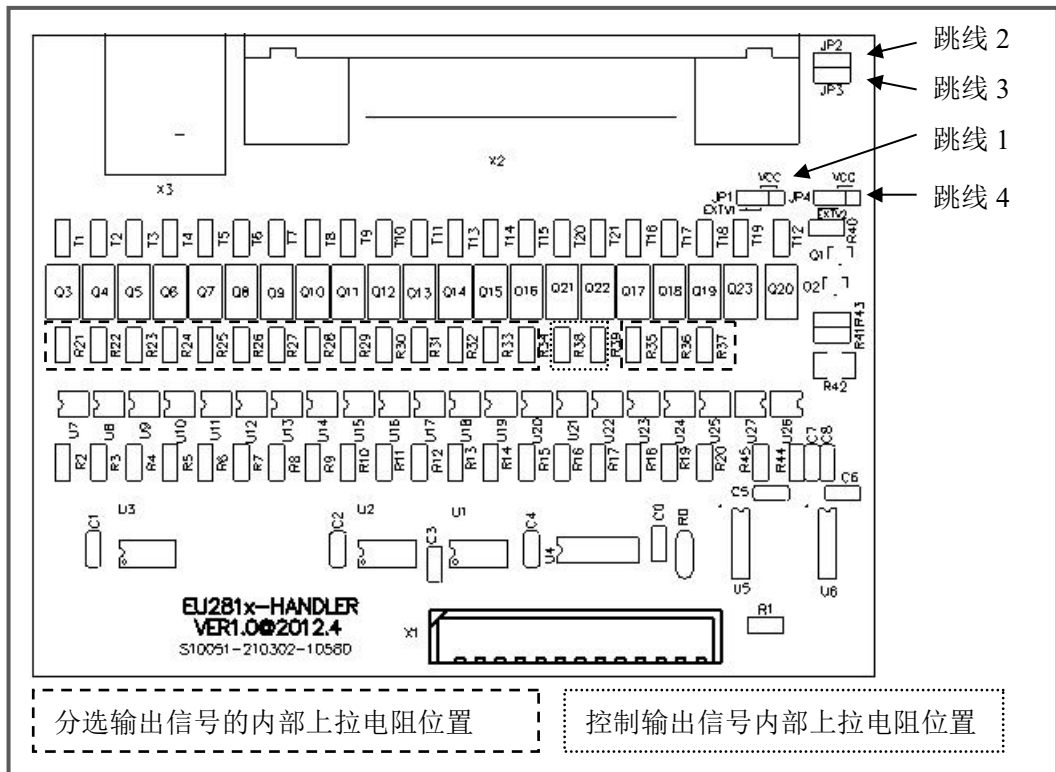 JP2
跳线 2
JP3
跳线 3
X2
X3
跳线 1
VCC VCC
JP1 JP4
跳线 4
EXTV1 EXTV2
T1 T2 T3 T4 T5 T6 T7 T8 T9 T10 T11 T13 T14 T15 T20 T21 T16 T17 T18 T19 T12 R40
Q1
Q3 Q4 Q5 Q6 Q7 Q8 Q9 Q10 Q11 Q12 Q13 Q14 Q15 Q16 Q21 Q22 Q17 Q18 Q19 Q23 Q20 Q2
R21 R22 R23 R24 R25 R26 R27 R28 R29 R30 R31 R32 R33 R34 R38 R39 R35 R36 R37 R41 R43
R42
U7 U8 U9 U10 U11 U12 U13 U14 U15 U16 U17 U18 U19 U20 U21 U22 U23 U24 U25 U27 U26 C7 C8
R2 R3 R4 R5 R6 R7 R8 R9 R10 R11 R12 R13 R14 R15 R16 R17 R18 R19 R20 R45 R44
C5 C6
C1 U3 C2 U2 C3 U1 C4 U4 C0 R0
U5 U6
EU281x-HANDLER
VER1.0@2012.4
S10051-210302-10580
X1
R1
分选输出信号的内部上拉电阻位置
控制输出信号内部上拉电阻位置